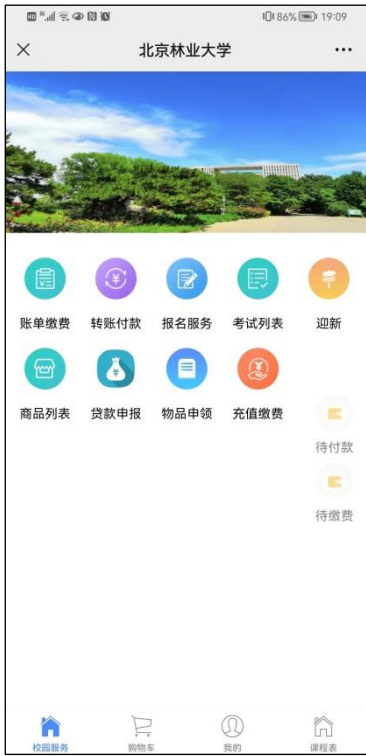 HD 5G 86% 19:09
北京林业大学
账单缴费 转账付款 报名服务 考试列表 迎新
商品列表 贷款申报 物品申领 充值缴费
待付款
待缴费
校园服务 购物车 我的 课程表